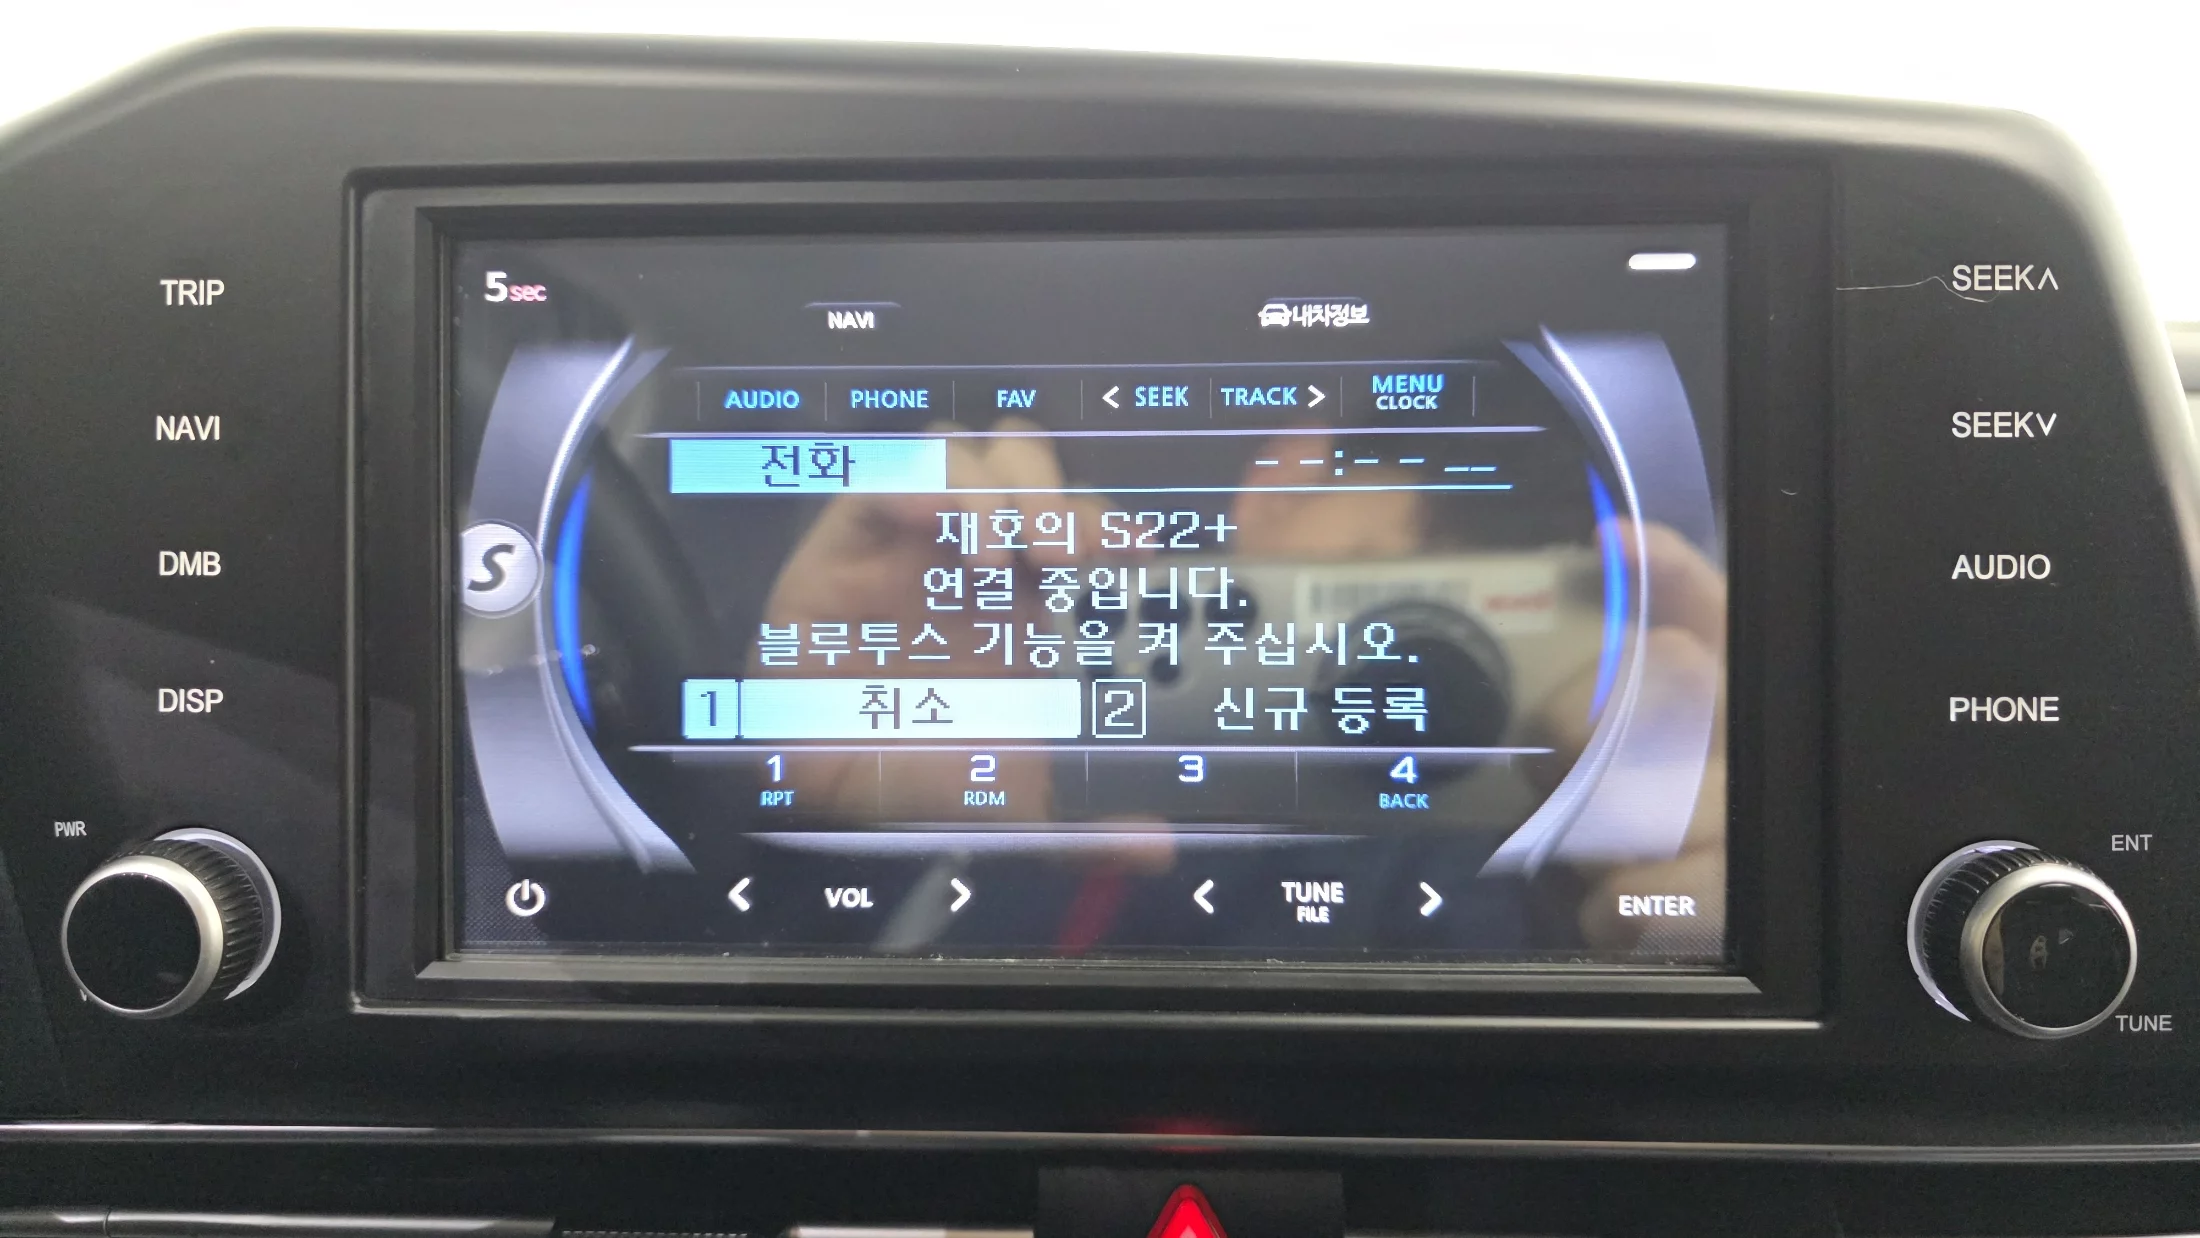 TRIP
NAVI
DMB
DISP
PWR
5sec
NAVI
내차정보
AUDIO PHONE FAV < SEEK TRACK > MENU CLOCK
전화 – –:– – __
재호의 S22+
연결 중입니다.
블루투스 기능을 켜 주십시오.
1 취소 2 신규 등록
1 2 3 4
RPT RDM BACK
S
< VOL > < TUNE > ENTER
FILE
SEEK∧
SEEK∨
AUDIO
PHONE
ENT
TUNE